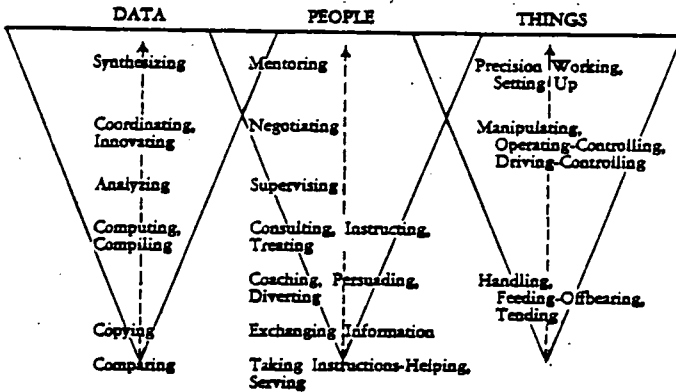 DATA
PEOPLE
THINGS
Synthesizing
Coordinating,
Innovating
Analyzing
Computing,
Compiling
Copying
Comparing
Mentoring
Negotiating
Supervising
Consulting, Instructing,
Treating
Coaching, Persuading,
Diverting
Exchanging Information
Taking Instructions-Helping,
Serving
Precision Working,
Setting Up
Manipulating,
Operating-Controlling,
Driving-Controlling
Handling,
Feeding-Offbearing,
Tending